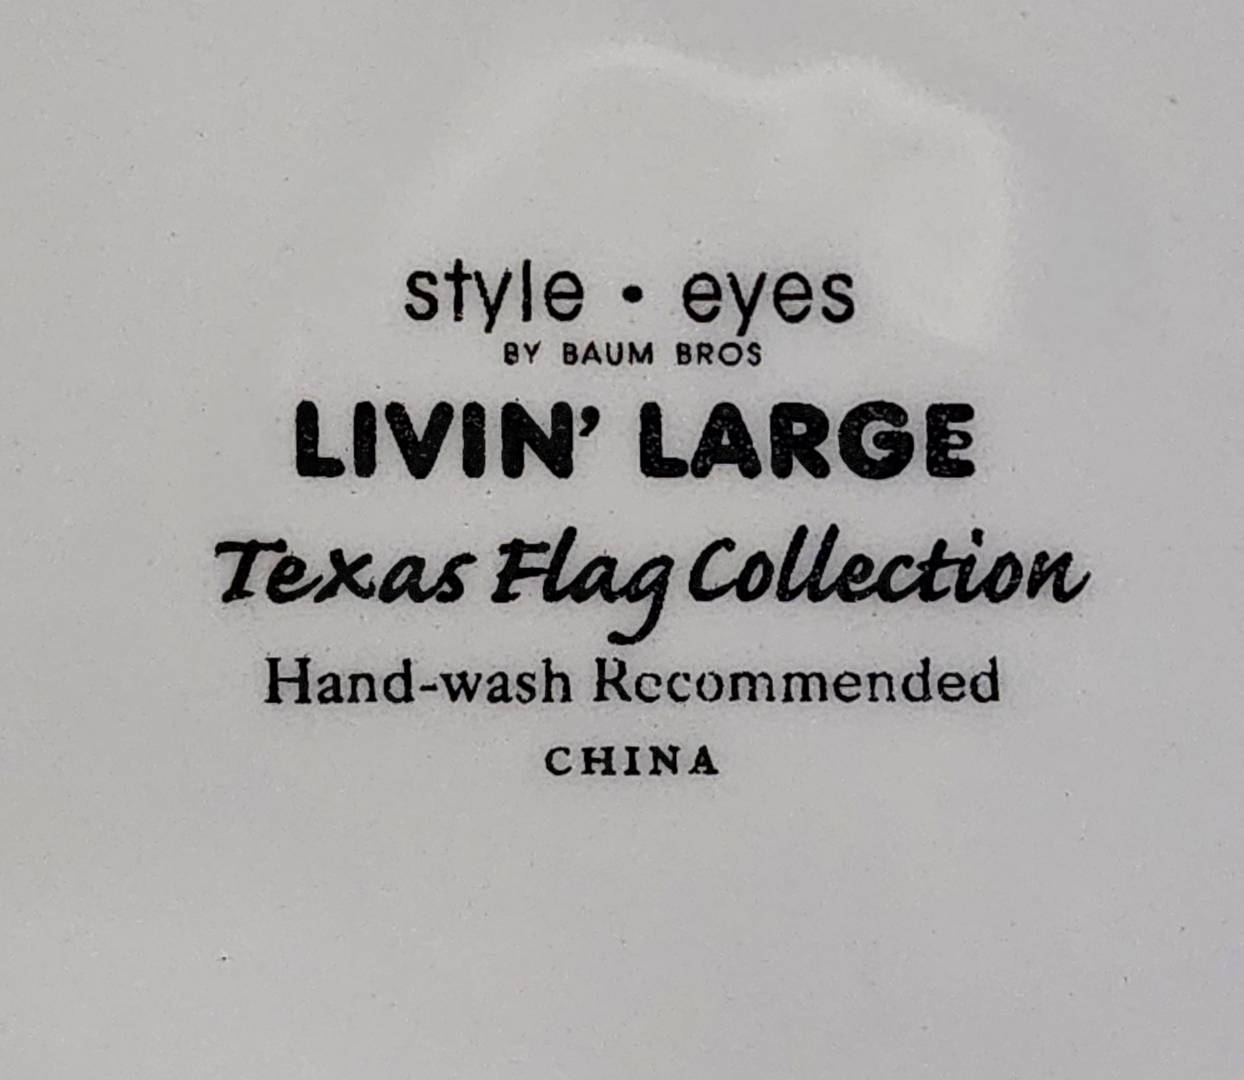 style • eyes
BY BAUM BROS
LIVIN' LARGE
Texas Flag Collection
Hand-wash Recommended
CHINA